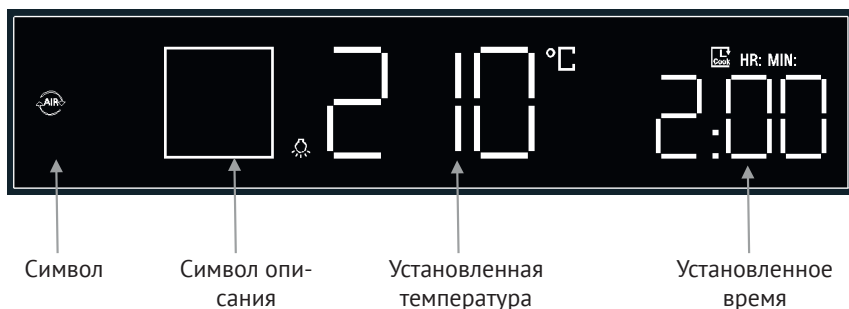 AIR
210 °C
Cook HR: MIN:
2:00
Символ
Символ опи-
сания
Установленная
температура
Установленное
время